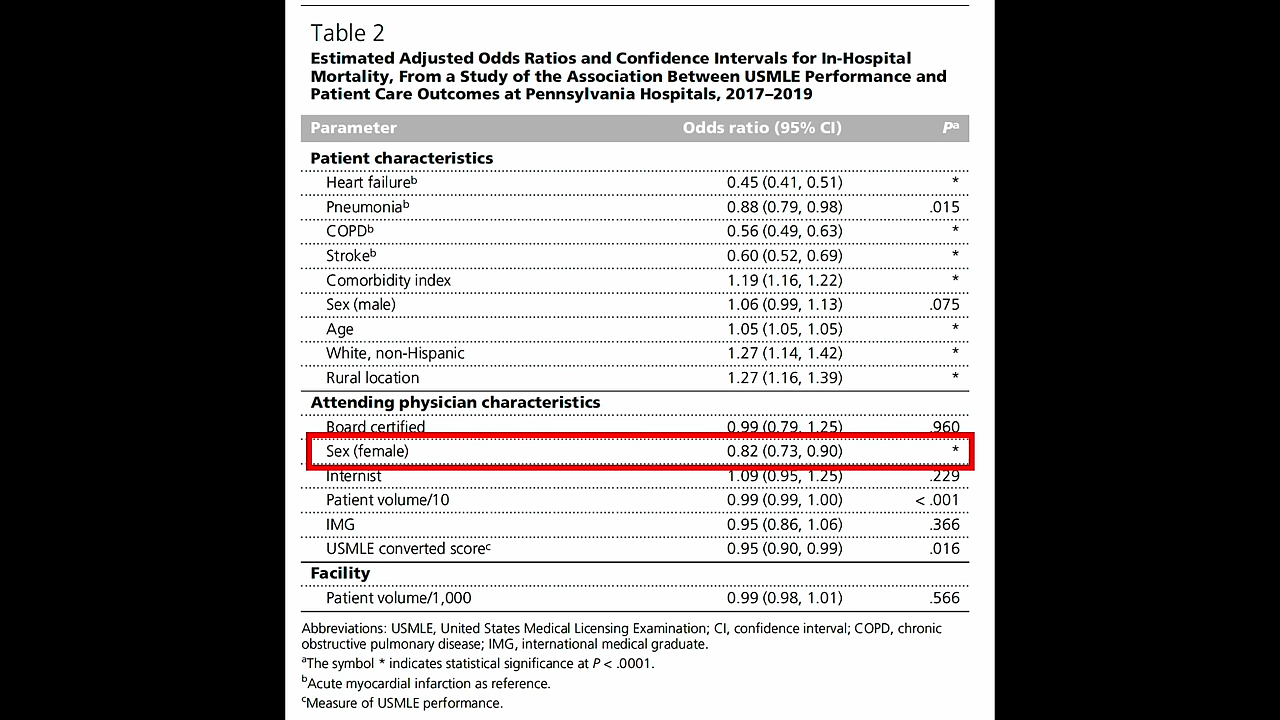 Table 2
Estimated Adjusted Odds Ratios and Confidence Intervals for In-Hospital
Mortality, From a Study of the Association Between USMLE Performance and
Patient Care Outcomes at Pennsylvania Hospitals, 2017–2019
Parameter Odds ratio (95% CI) Pᵃ
Patient characteristics
Heart failureᵇ 0.45 (0.41, 0.51) *
Pneumoniaᵇ 0.88 (0.79, 0.98) .015
COPDᵇ 0.56 (0.49, 0.63) *
Strokeᵇ 0.60 (0.52, 0.69) *
Comorbidity index 1.19 (1.16, 1.22) *
Sex (male) 1.06 (0.99, 1.13) .075
Age 1.05 (1.05, 1.05) *
White, non-Hispanic 1.27 (1.14, 1.42) *
Rural location 1.27 (1.16, 1.39) *
Attending physician characteristics
Board certified 0.99 (0.79, 1.25) .960
Sex (female) 0.82 (0.73, 0.90) *
Internist 1.09 (0.95, 1.25) .229
Patient volume/10 0.99 (0.99, 1.00) < .001
IMG 0.95 (0.86, 1.06) .366
USMLE converted scoreᶜ 0.95 (0.90, 0.99) .016
Facility
Patient volume/1,000 0.99 (0.98, 1.01) .566
Abbreviations: USMLE, United States Medical Licensing Examination; CI, confidence interval; COPD, chronic
obstructive pulmonary disease; IMG, international medical graduate.
ᵃThe symbol * indicates statistical significance at P < .0001.
ᵇAcute myocardial infarction as reference.
ᶜMeasure of USMLE performance.